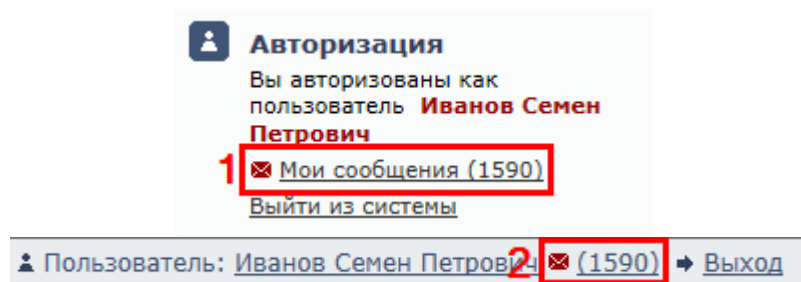 Авторизация
Вы авторизованы как
пользователь Иванов Семен
Петрович
1 Мои сообщения (1590)
Выйти из системы
Пользователь: Иванов Семен Петрович 2 (1590) Выход